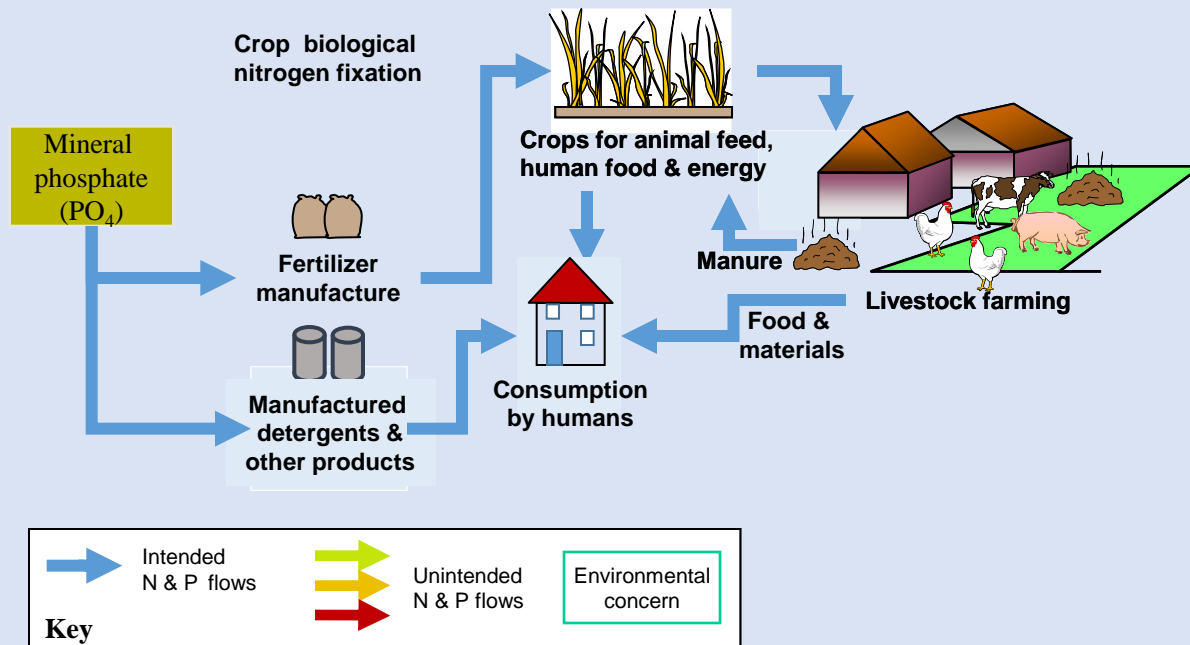 Crop biological
nitrogen fixation
Mineral
phosphate
(PO₄)
Crops for animal feed,
human food & energy
Fertilizer
manufacture
Manure
Livestock farming
Food &
materials
Consumption
by humans
Manufactured
detergents &
other products
Intended
N & P flows
Unintended
N & P flows
Environmental
concern
Key